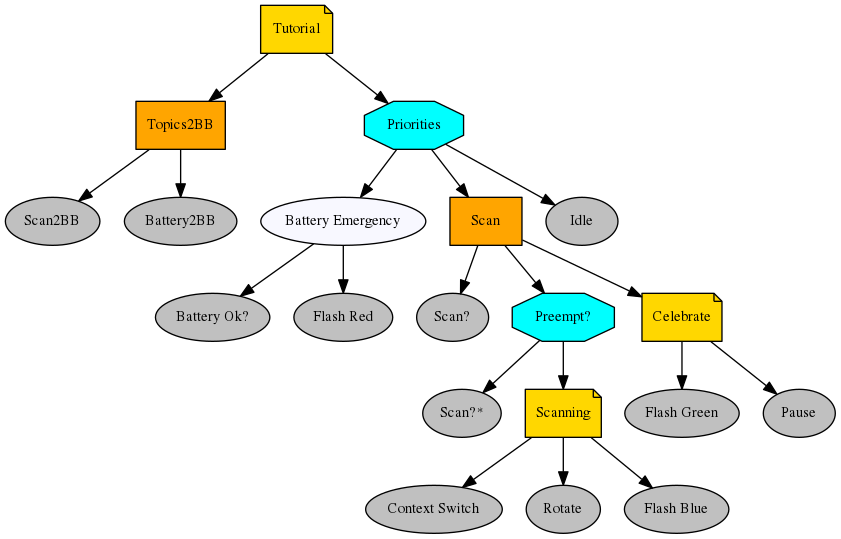 Tutorial
Topics2BB
Priorities
Scan2BB
Battery2BB
Battery Emergency
Scan
Idle
Battery Ok?
Flash Red
Scan?
Preempt?
Celebrate
Scan?*
Scanning
Flash Green
Pause
Context Switch
Rotate
Flash Blue